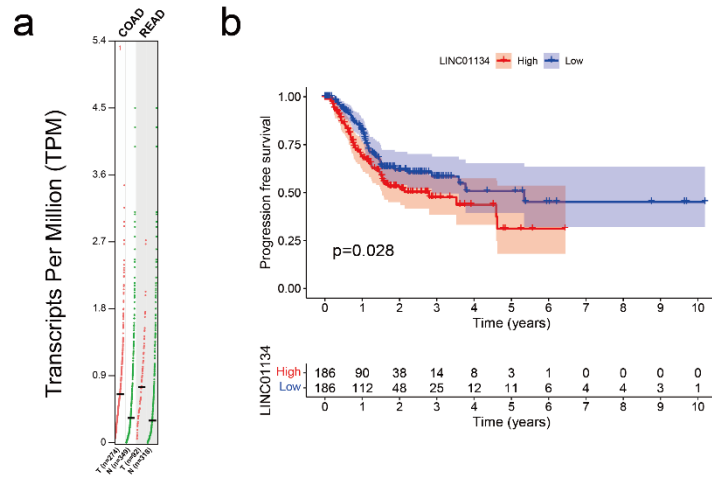 a
COAD
READ
Transcripts Per Million (TPM)
5.4
4.5
3.6
2.7
1.8
0.9
0
1
T (n=274)
N (n=349)
T (n=92)
N (n=318)
b
LINC01134 High Low
Progression free survival
1.00
0.75
0.50
0.25
0.00
p=0.028
0 1 2 3 4 5 6 7 8 9 10
Time (years)
LINC01134
High 186 90 38 14 8 3 1 0 0 0 0
Low 186 112 48 25 12 11 6 4 4 3 1
0 1 2 3 4 5 6 7 8 9 10
Time (years)